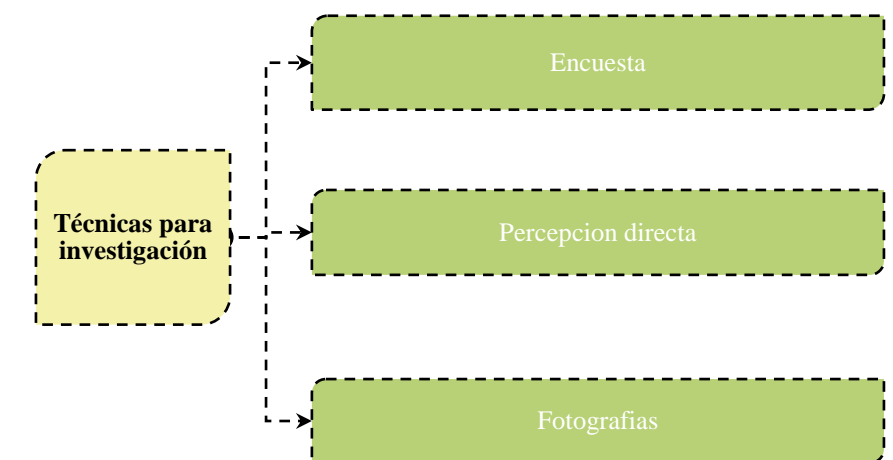 Encuesta
Técnicas para
investigación
Percepcion directa
Fotografias